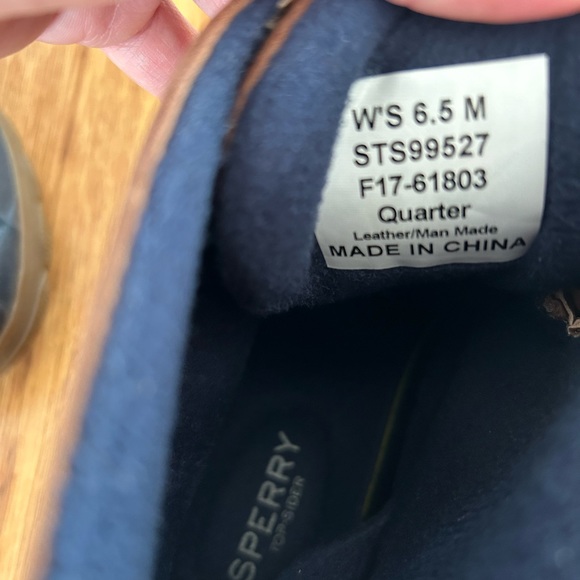 W'S 6.5 M
STS99527
F17-61803
Quarter
Leather/Man Made
MADE IN CHINA
SPERRY
TOP-SIDER